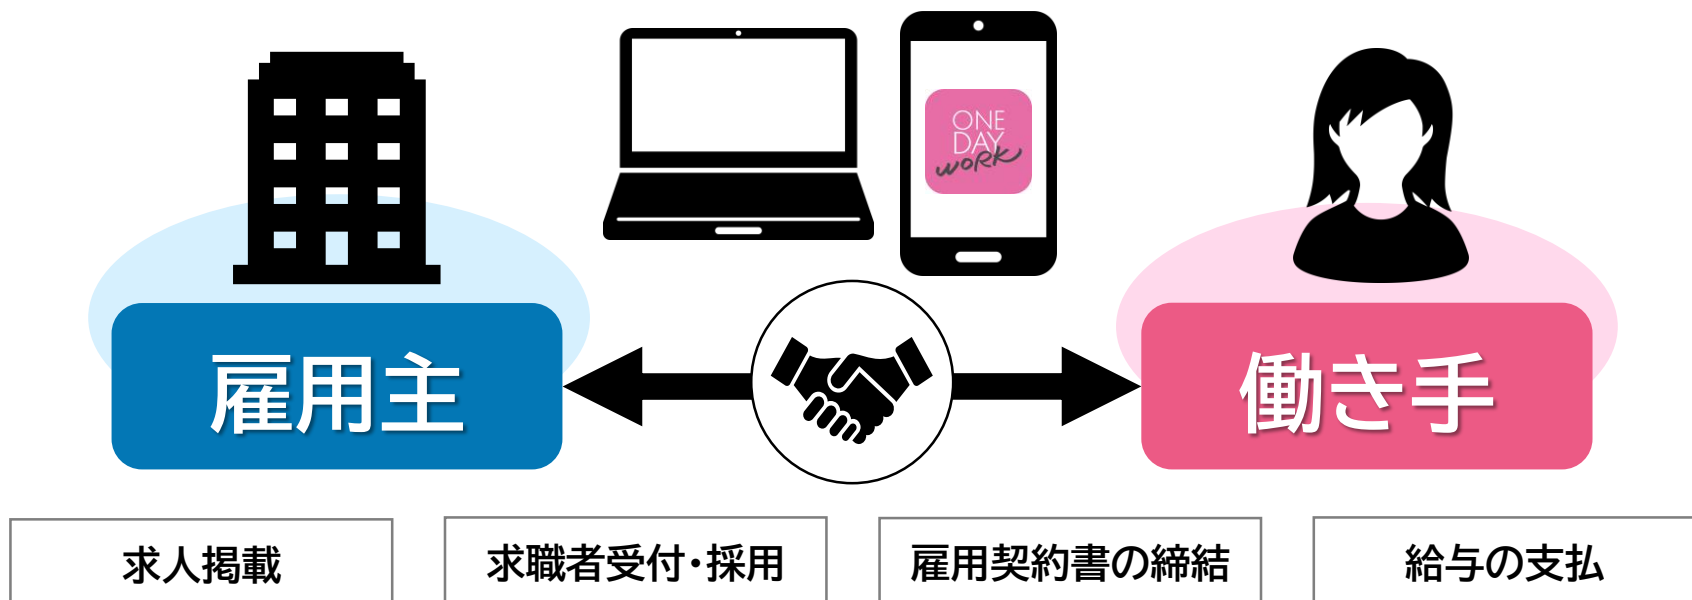 ONE
DAY
WORK
雇用主
働き手
求人掲載
求職者受付・採用
雇用契約書の締結
給与の支払